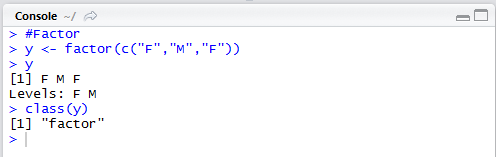 Console ~/
> #Factor
> y <- factor(c("F","M","F"))
> y
[1] F M F
Levels: F M
> class(y)
[1] "factor"
>